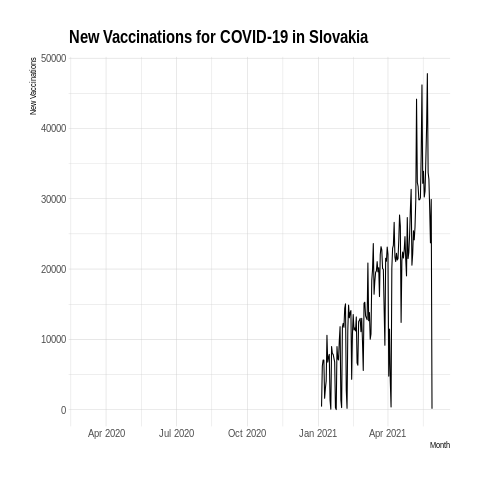 New Vaccinations for COVID-19 in Slovakia
New Vaccinations
50000
40000
30000
20000
10000
0
Apr 2020 Jul 2020 Oct 2020 Jan 2021 Apr 2021
Month